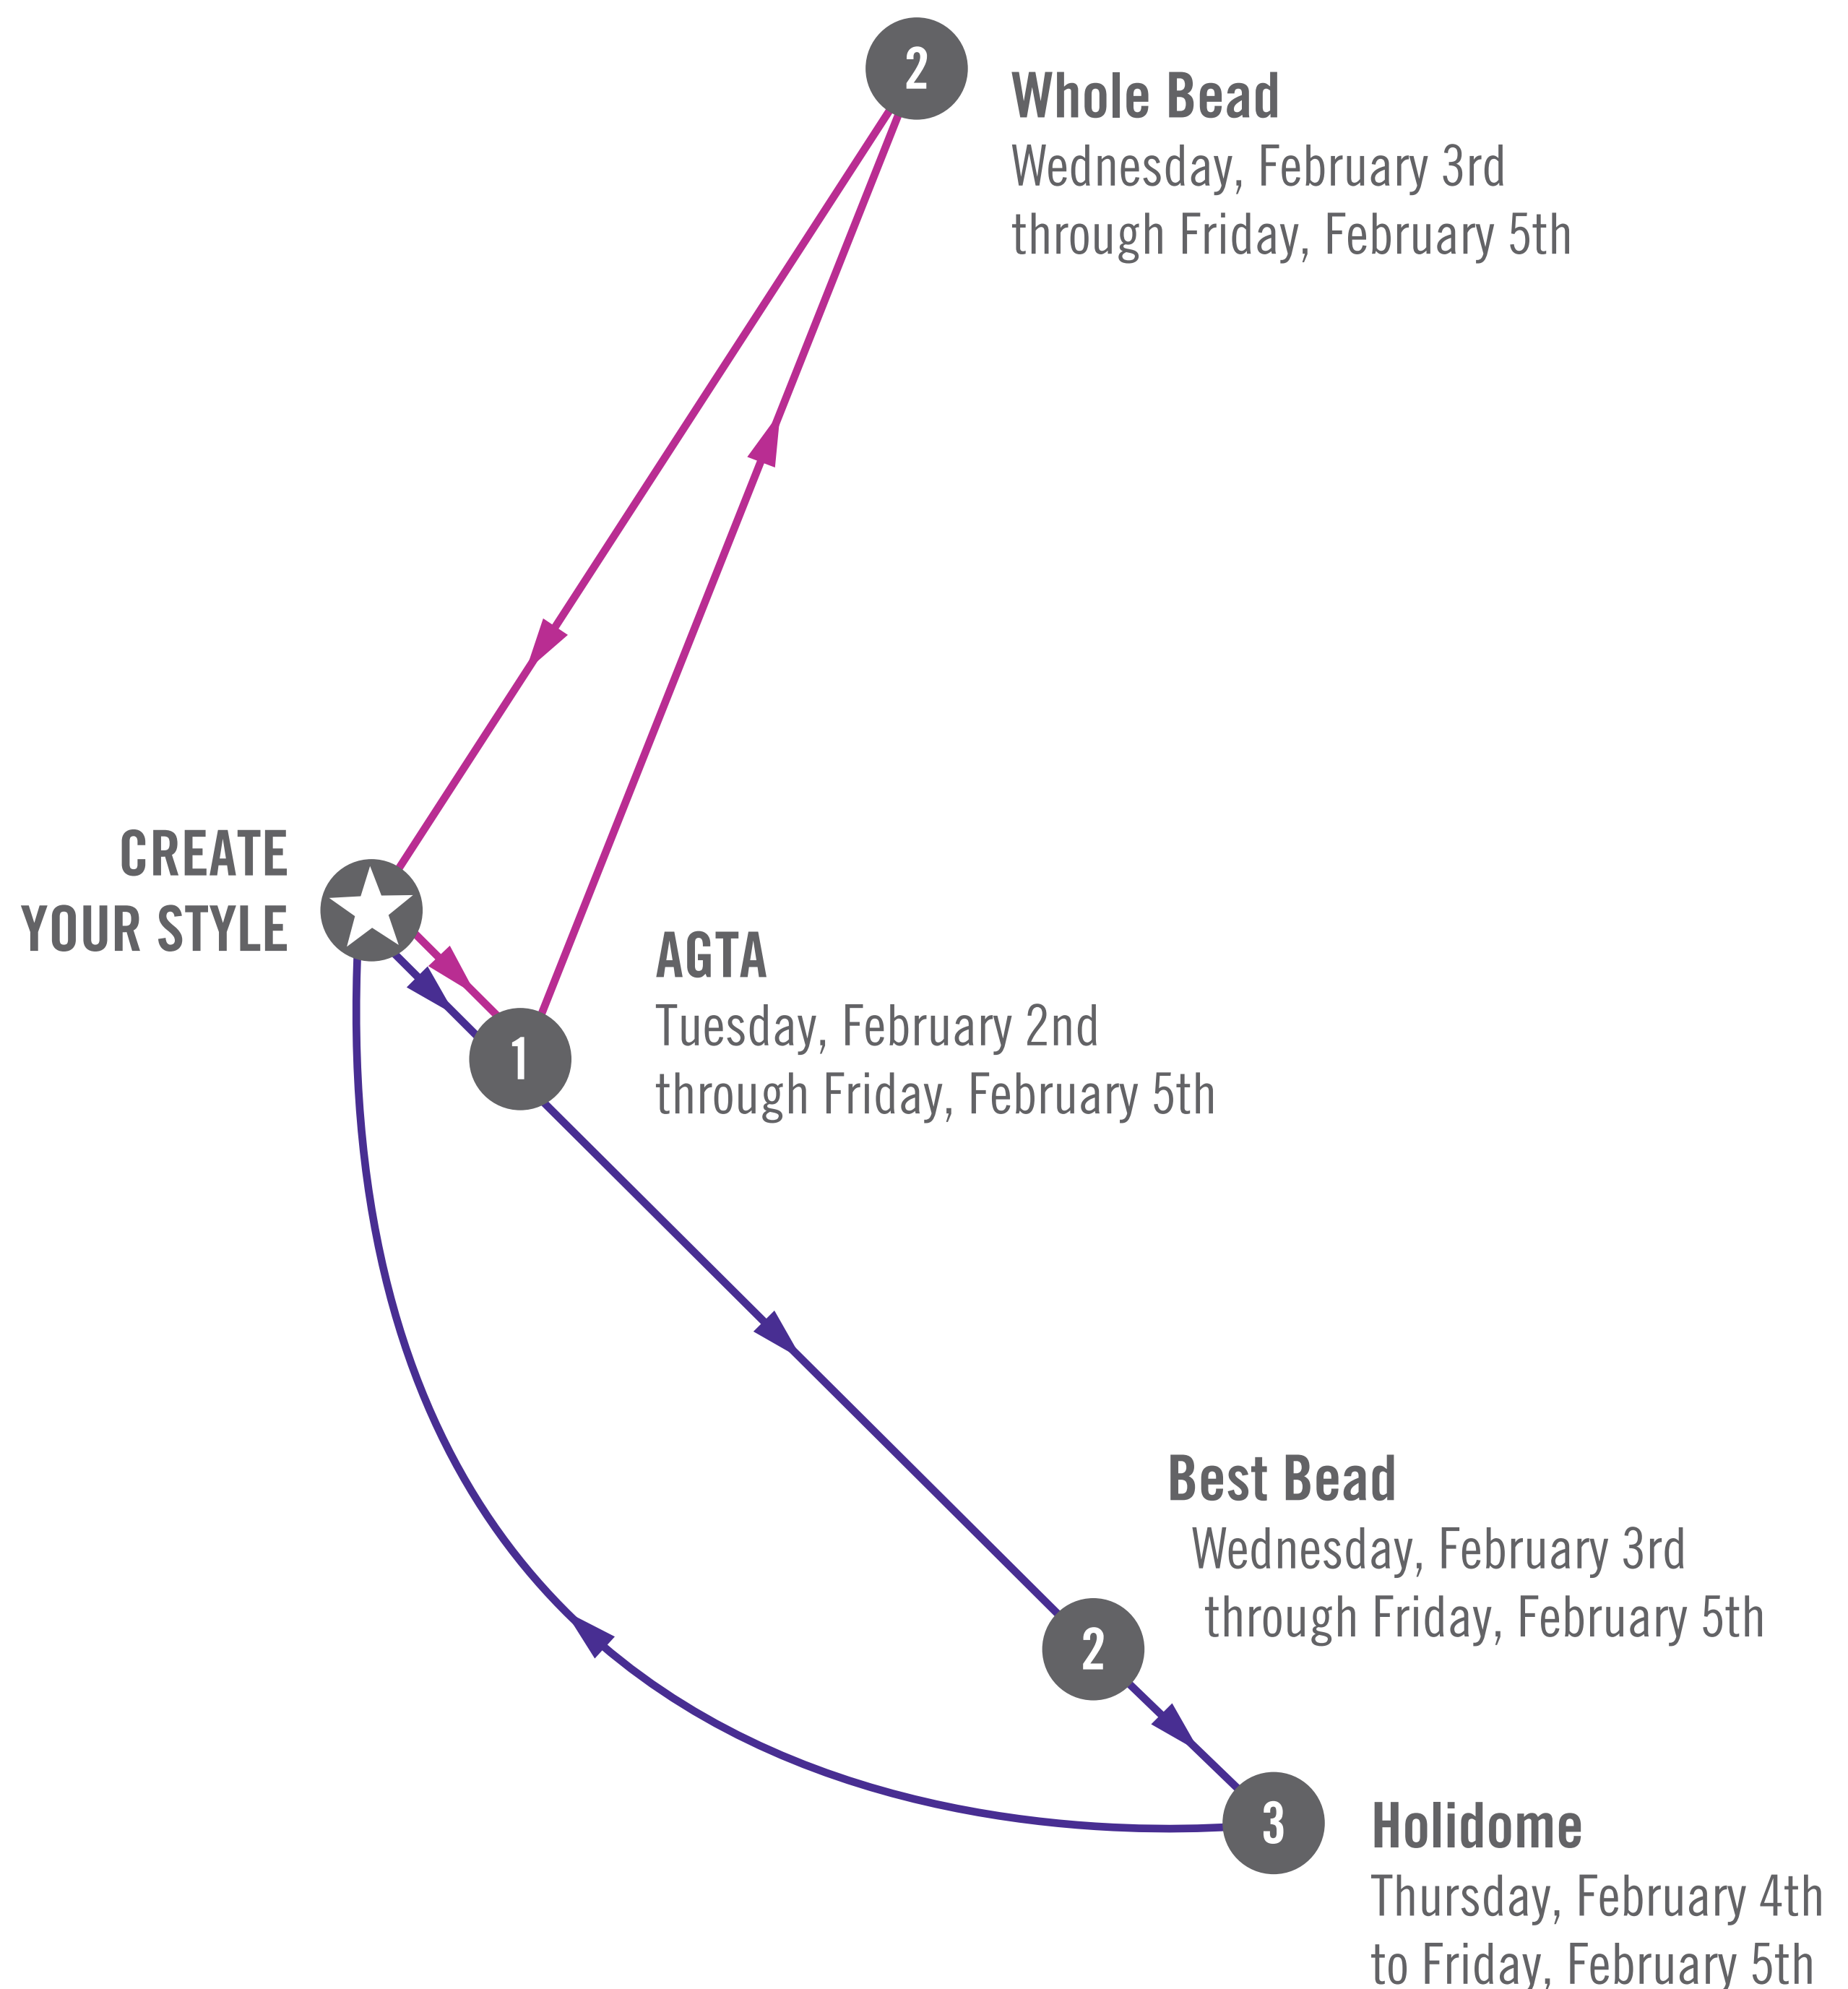 2
Whole Bead
Wednesday, February 3rd
through Friday, February 5th
CREATE
YOUR STYLE
AGTA
Tuesday, February 2nd
through Friday, February 5th
1
Best Bead
Wednesday, February 3rd
through Friday, February 5th
2
3
Holidome
Thursday, February 4th
to Friday, February 5th